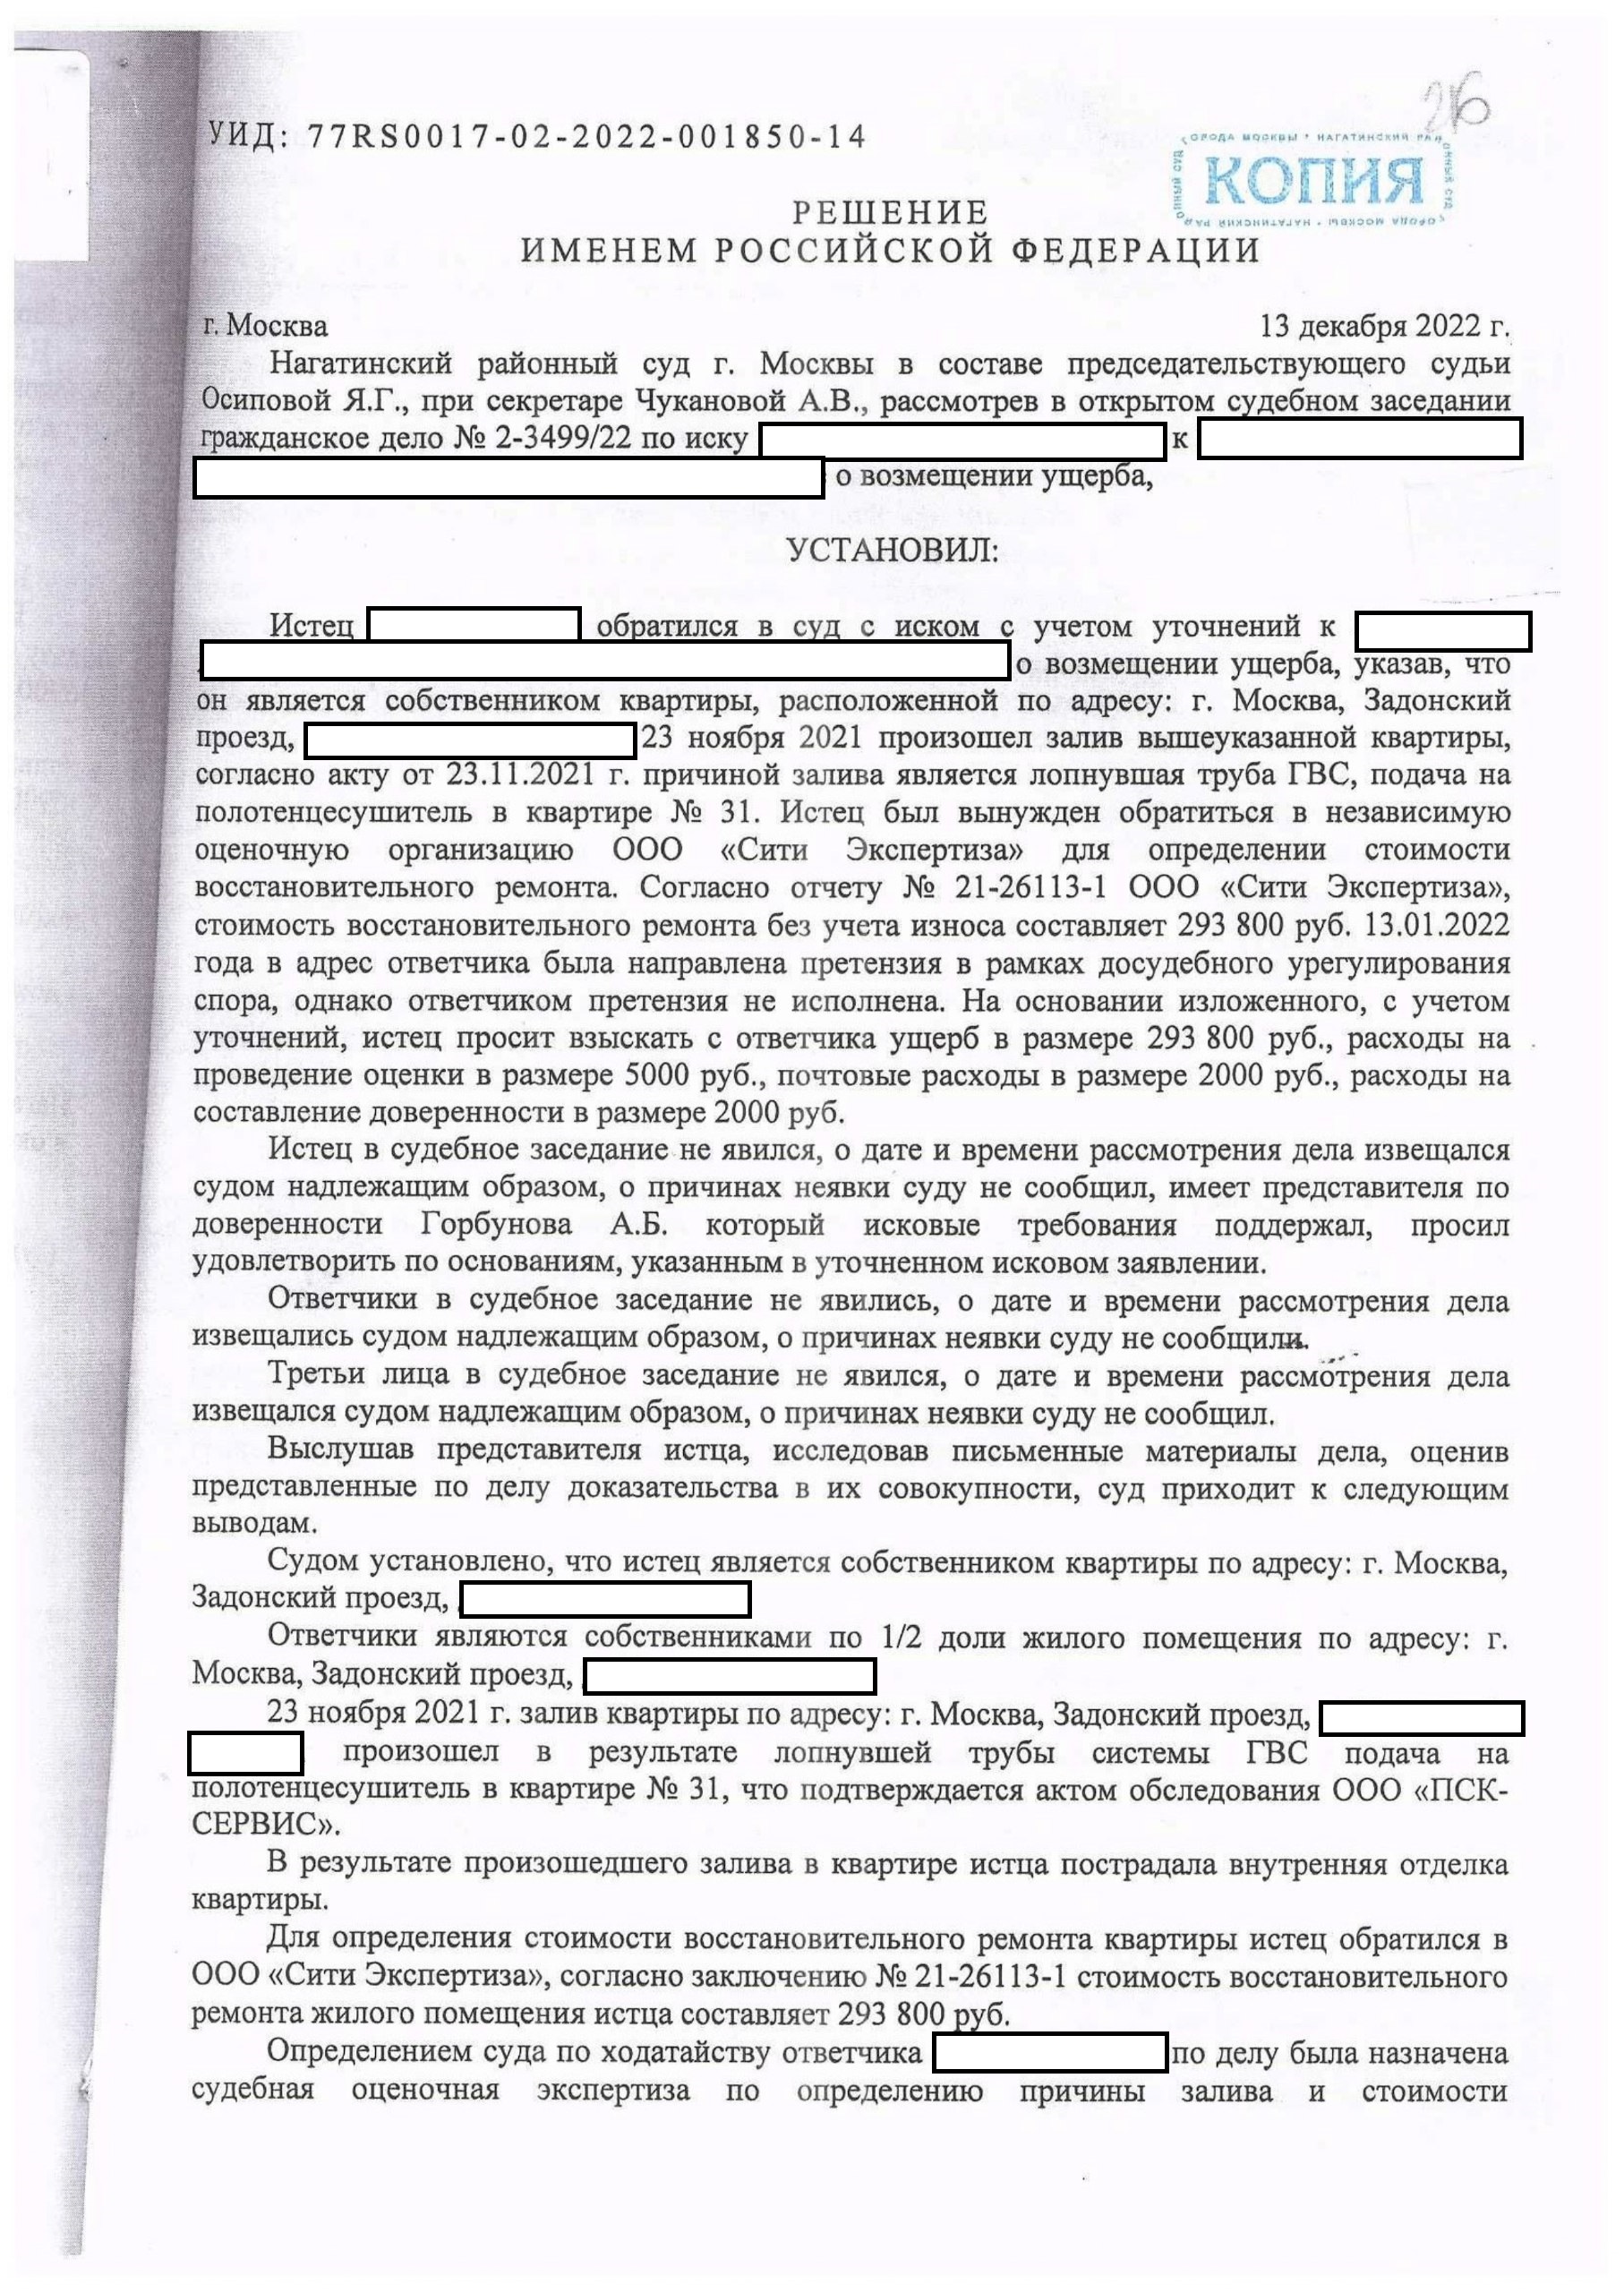 26
УИД: 77RS0017-02-2022-001850-14
КОПИЯ
РЕШЕНИЕ
ИМЕНЕМ РОССИЙСКОЙ ФЕДЕРАЦИИ
г. Москва 13 декабря 2022 г.
Нагатинский районный суд г. Москвы в составе председательствующего судьи
Осиповой Я.Г., при секретаре Чукановой А.В., рассмотрев в открытом судебном заседании
гражданское дело № 2-3499/22 по иску к
о возмещении ущерба,
УСТАНОВИЛ:
Истец обратился в суд с иском с учетом уточнений к
о возмещении ущерба, указав, что
он является собственником квартиры, расположенной по адресу: г. Москва, Задонский
проезд, 23 ноября 2021 произошел залив вышеуказанной квартиры,
согласно акту от 23.11.2021 г. причиной залива является лопнувшая труба ГВС, подача на
полотенцесушитель в квартире № 31. Истец был вынужден обратиться в независимую
оценочную организацию ООО «Сити Экспертиза» для определении стоимости
восстановительного ремонта. Согласно отчету № 21-26113-1 ООО «Сити Экспертиза»,
стоимость восстановительного ремонта без учета износа составляет 293 800 руб. 13.01.2022
года в адрес ответчика была направлена претензия в рамках досудебного урегулирования
спора, однако ответчиком претензия не исполнена. На основании изложенного, с учетом
уточнений, истец просит взыскать с ответчика ущерб в размере 293 800 руб., расходы на
проведение оценки в размере 5000 руб., почтовые расходы в размере 2000 руб., расходы на
составление доверенности в размере 2000 руб.
Истец в судебное заседание не явился, о дате и времени рассмотрения дела извещался
судом надлежащим образом, о причинах неявки суду не сообщил, имеет представителя по
доверенности Горбунова А.Б. который исковые требования поддержал, просил
удовлетворить по основаниям, указанным в уточненном исковом заявлении.
Ответчики в судебное заседание не явились, о дате и времени рассмотрения дела
извещались судом надлежащим образом, о причинах неявки суду не сообщили.
Третьи лица в судебное заседание не явился, о дате и времени рассмотрения дела
извещался судом надлежащим образом, о причинах неявки суду не сообщил.
Выслушав представителя истца, исследовав письменные материалы дела, оценив
представленные по делу доказательства в их совокупности, суд приходит к следующим
выводам.
Судом установлено, что истец является собственником квартиры по адресу: г. Москва,
Задонский проезд,
Ответчики являются собственниками по 1/2 доли жилого помещения по адресу: г.
Москва, Задонский проезд,
23 ноября 2021 г. залив квартиры по адресу: г. Москва, Задонский проезд,
произошел в результате лопнувшей трубы системы ГВС подача на
полотенцесушитель в квартире № 31, что подтверждается актом обследования ООО «ПСК-
СЕРВИС».
В результате произошедшего залива в квартире истца пострадала внутренняя отделка
квартиры.
Для определения стоимости восстановительного ремонта квартиры истец обратился в
ООО «Сити Экспертиза», согласно заключению № 21-26113-1 стоимость восстановительного
ремонта жилого помещения истца составляет 293 800 руб.
Определением суда по ходатайству ответчика по делу была назначена
судебная оценочная экспертиза по определению причины залива и стоимости